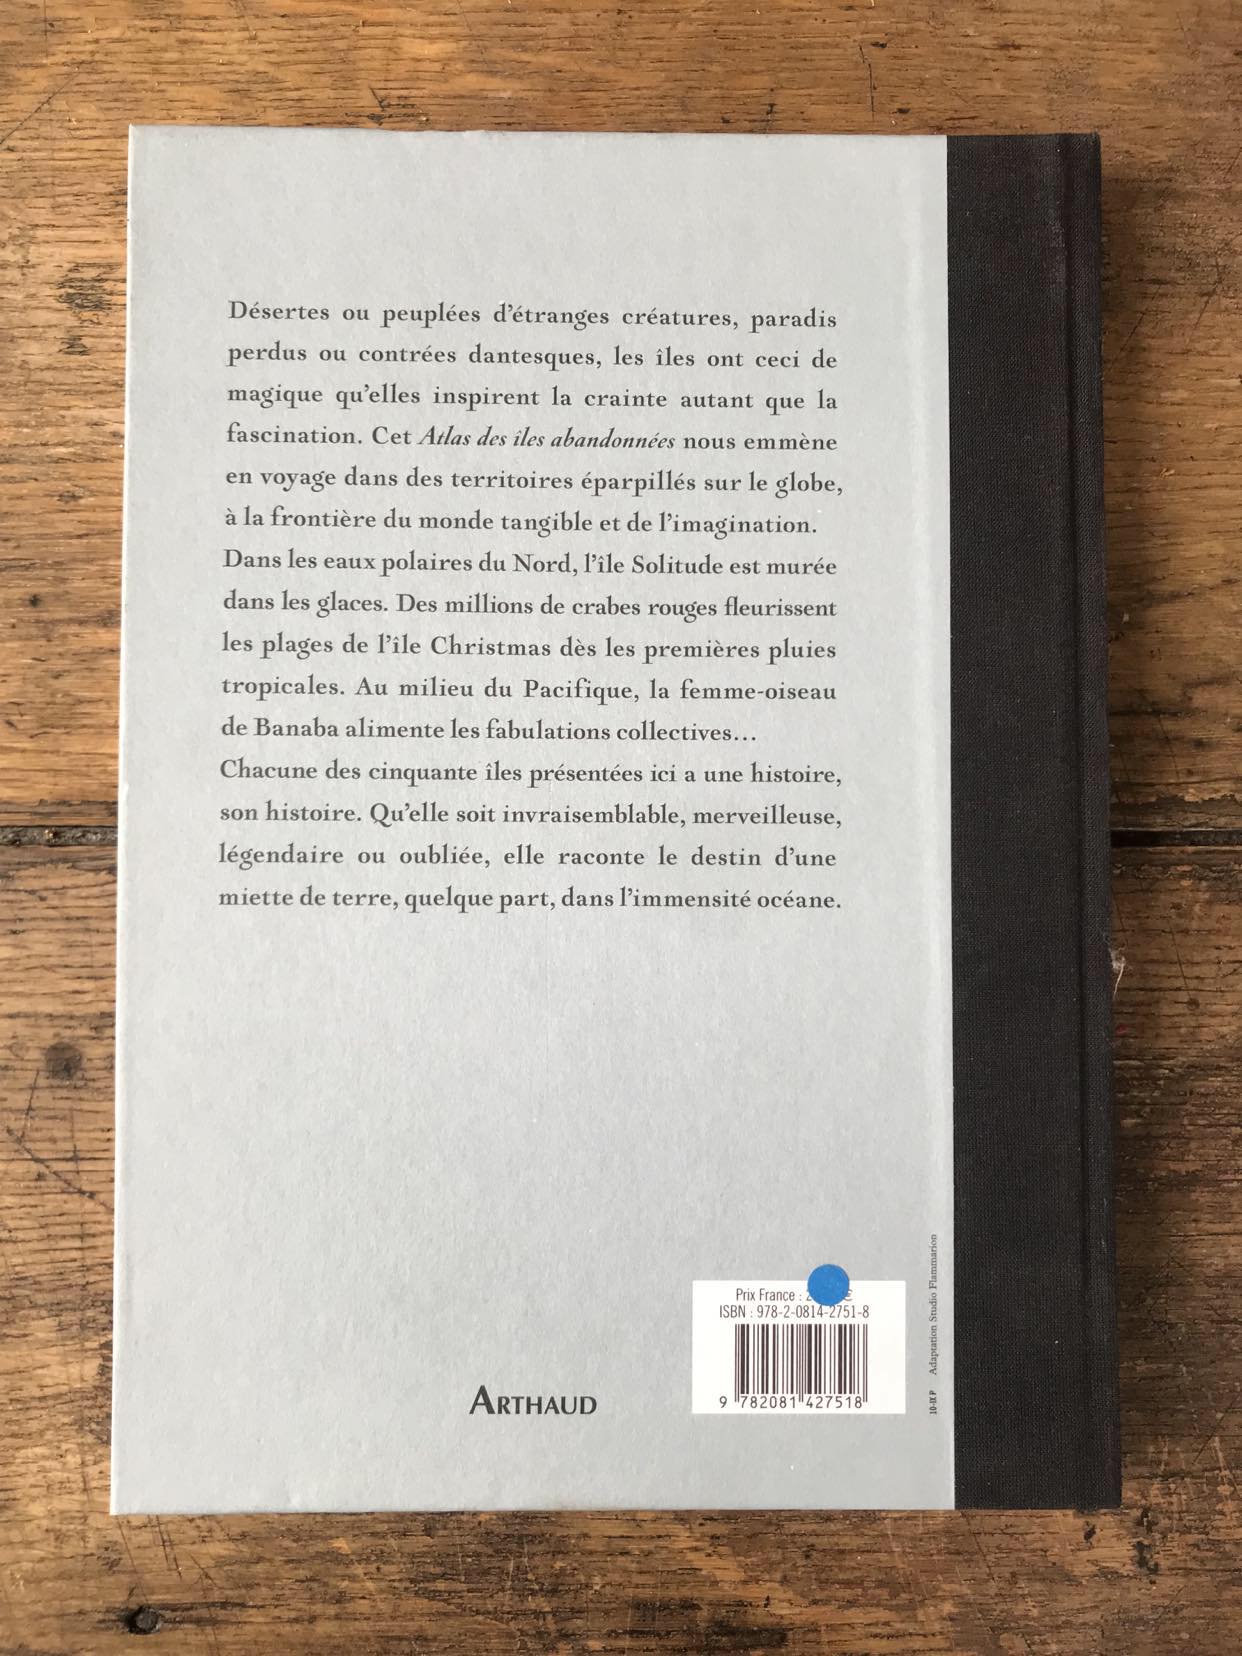 Désertes ou peuplées d'étranges créatures, paradis
perdus ou contrées dantesques, les îles ont ceci de
magique qu'elles inspirent la crainte autant que la
fascination. Cet Atlas des îles abandonnées nous emmène
en voyage dans des territoires éparpillés sur le globe,
à la frontière du monde tangible et de l'imagination.
Dans les eaux polaires du Nord, l'île Solitude est murée
dans les glaces. Des millions de crabes rouges fleurissent
les plages de l'île Christmas dès les premières pluies
tropicales. Au milieu du Pacifique, la femme-oiseau
de Banaba alimente les fabulations collectives…
Chacune des cinquante îles présentées ici a une histoire,
son histoire. Qu'elle soit invraisemblable, merveilleuse,
légendaire ou oubliée, elle raconte le destin d'une
miette de terre, quelque part, dans l'immensité océane.
Prix France : €
ISBN : 978-2-0814-2751-8
9 782081 427518
ARTHAUD
10-IX P Adaptation Studio Flammarion